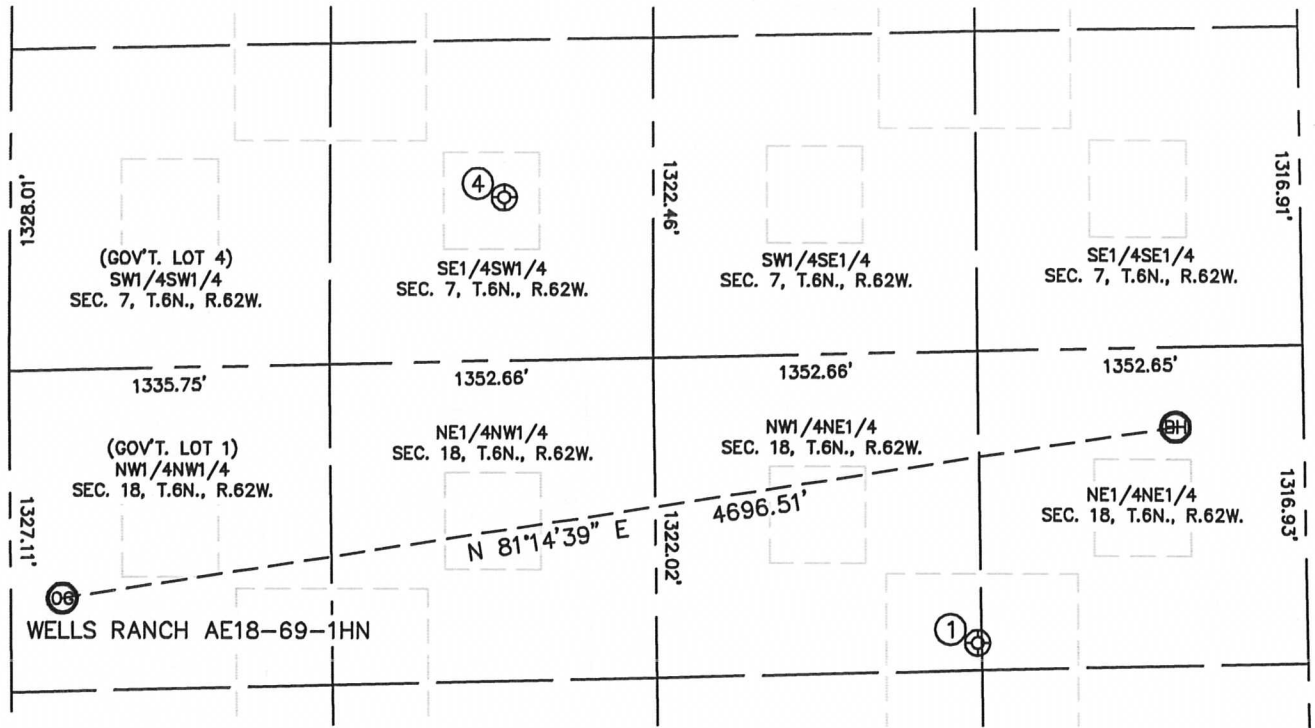 1328.01'
4
1322.46'
1316.91'
(GOV'T. LOT 4)
SW1/4SW1/4
SEC. 7, T.6N., R.62W.
SE1/4SW1/4
SEC. 7, T.6N., R.62W.
SW1/4SE1/4
SEC. 7, T.6N., R.62W.
SE1/4SE1/4
SEC. 7, T.6N., R.62W.
1335.75'
1352.66'
1352.66'
1352.65'
(GOV'T. LOT 1)
NW1/4NW1/4
SEC. 18, T.6N., R.62W.
NE1/4NW1/4
SEC. 18, T.6N., R.62W.
NW1/4NE1/4
SEC. 18, T.6N., R.62W.
BH
NE1/4NE1/4
SEC. 18, T.6N., R.62W.
1327.11'
N 81°14'39" E
4696.51'
1322.02'
1316.93'
06
WELLS RANCH AE18-69-1HN
1